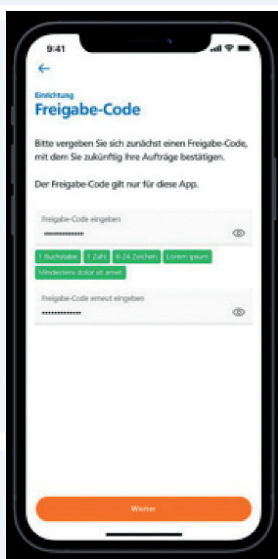 9:41
Einrichtung
Freigabe-Code
Bitte vergeben Sie sich zunächst einen Freigabe-Code,
mit dem Sie zukünftig Ihre Aufträge bestätigen.
Der Freigabe-Code gilt nur für diese App.
Freigabe-Code eingeben
1 Buchstabe 1 Zahl 8-24 Zeichen Lorem ipsum
Mindestens dolor sit amet
Freigabe-Code erneut eingeben
Weiter